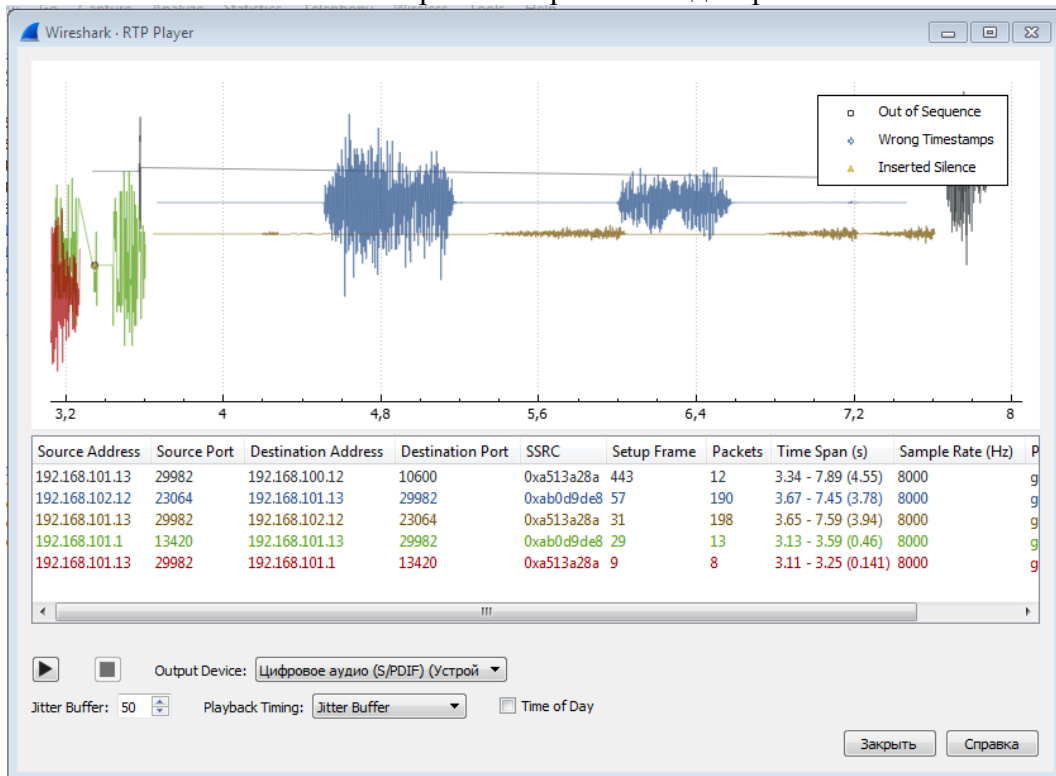 Wireshark · RTP Player
Out of Sequence
Wrong Timestamps
Inserted Silence
3,2 4 4,8 5,6 6,4 7,2 8
Source Address Source Port Destination Address Destination Port SSRC Setup Frame Packets Time Span (s) Sample Rate (Hz) P
192.168.101.13 29982 192.168.100.12 10600 0xa513a28a 443 12 3.34 - 7.89 (4.55) 8000 g
192.168.102.12 23064 192.168.101.13 29982 0xab0d9de8 57 190 3.67 - 7.45 (3.78) 8000 g
192.168.101.13 29982 192.168.102.12 23064 0xa513a28a 31 198 3.65 - 7.59 (3.94) 8000 g
192.168.101.1 13420 192.168.101.13 29982 0xab0d9de8 29 13 3.13 - 3.59 (0.46) 8000 g
192.168.101.13 29982 192.168.101.1 13420 0xa513a28a 9 8 3.11 - 3.25 (0.141) 8000 g
Output Device: Цифровое аудио (S/PDIF) (Устрой
Jitter Buffer: 50 Playback Timing: Jitter Buffer Time of Day
Закрыть Справка